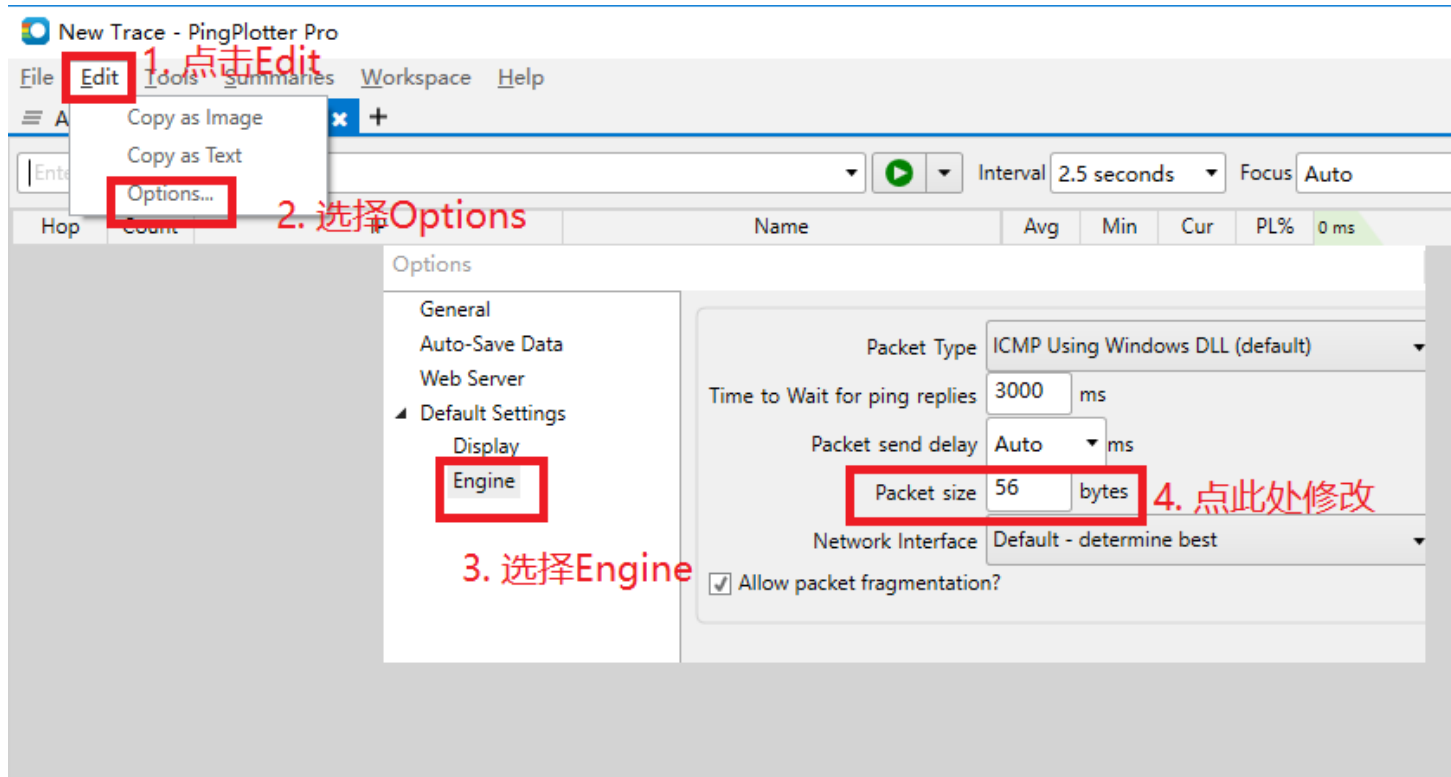 New Trace - PingPlotter Pro
1. 点击Edit
File Edit Tools Summaries Workspace Help
A
Copy as Image
Copy as Text
Options...
2. 选择Options
Ente
Interval 2.5 seconds Focus Auto
Hop Count IP Name Avg Min Cur PL% 0 ms
Options
General
Auto-Save Data
Web Server
Default Settings
Display
Engine
3. 选择Engine
Packet Type ICMP Using Windows DLL (default)
Time to Wait for ping replies 3000 ms
Packet send delay Auto ms
Packet size 56 bytes
4. 点此处修改
Network Interface Default - determine best
Allow packet fragmentation?